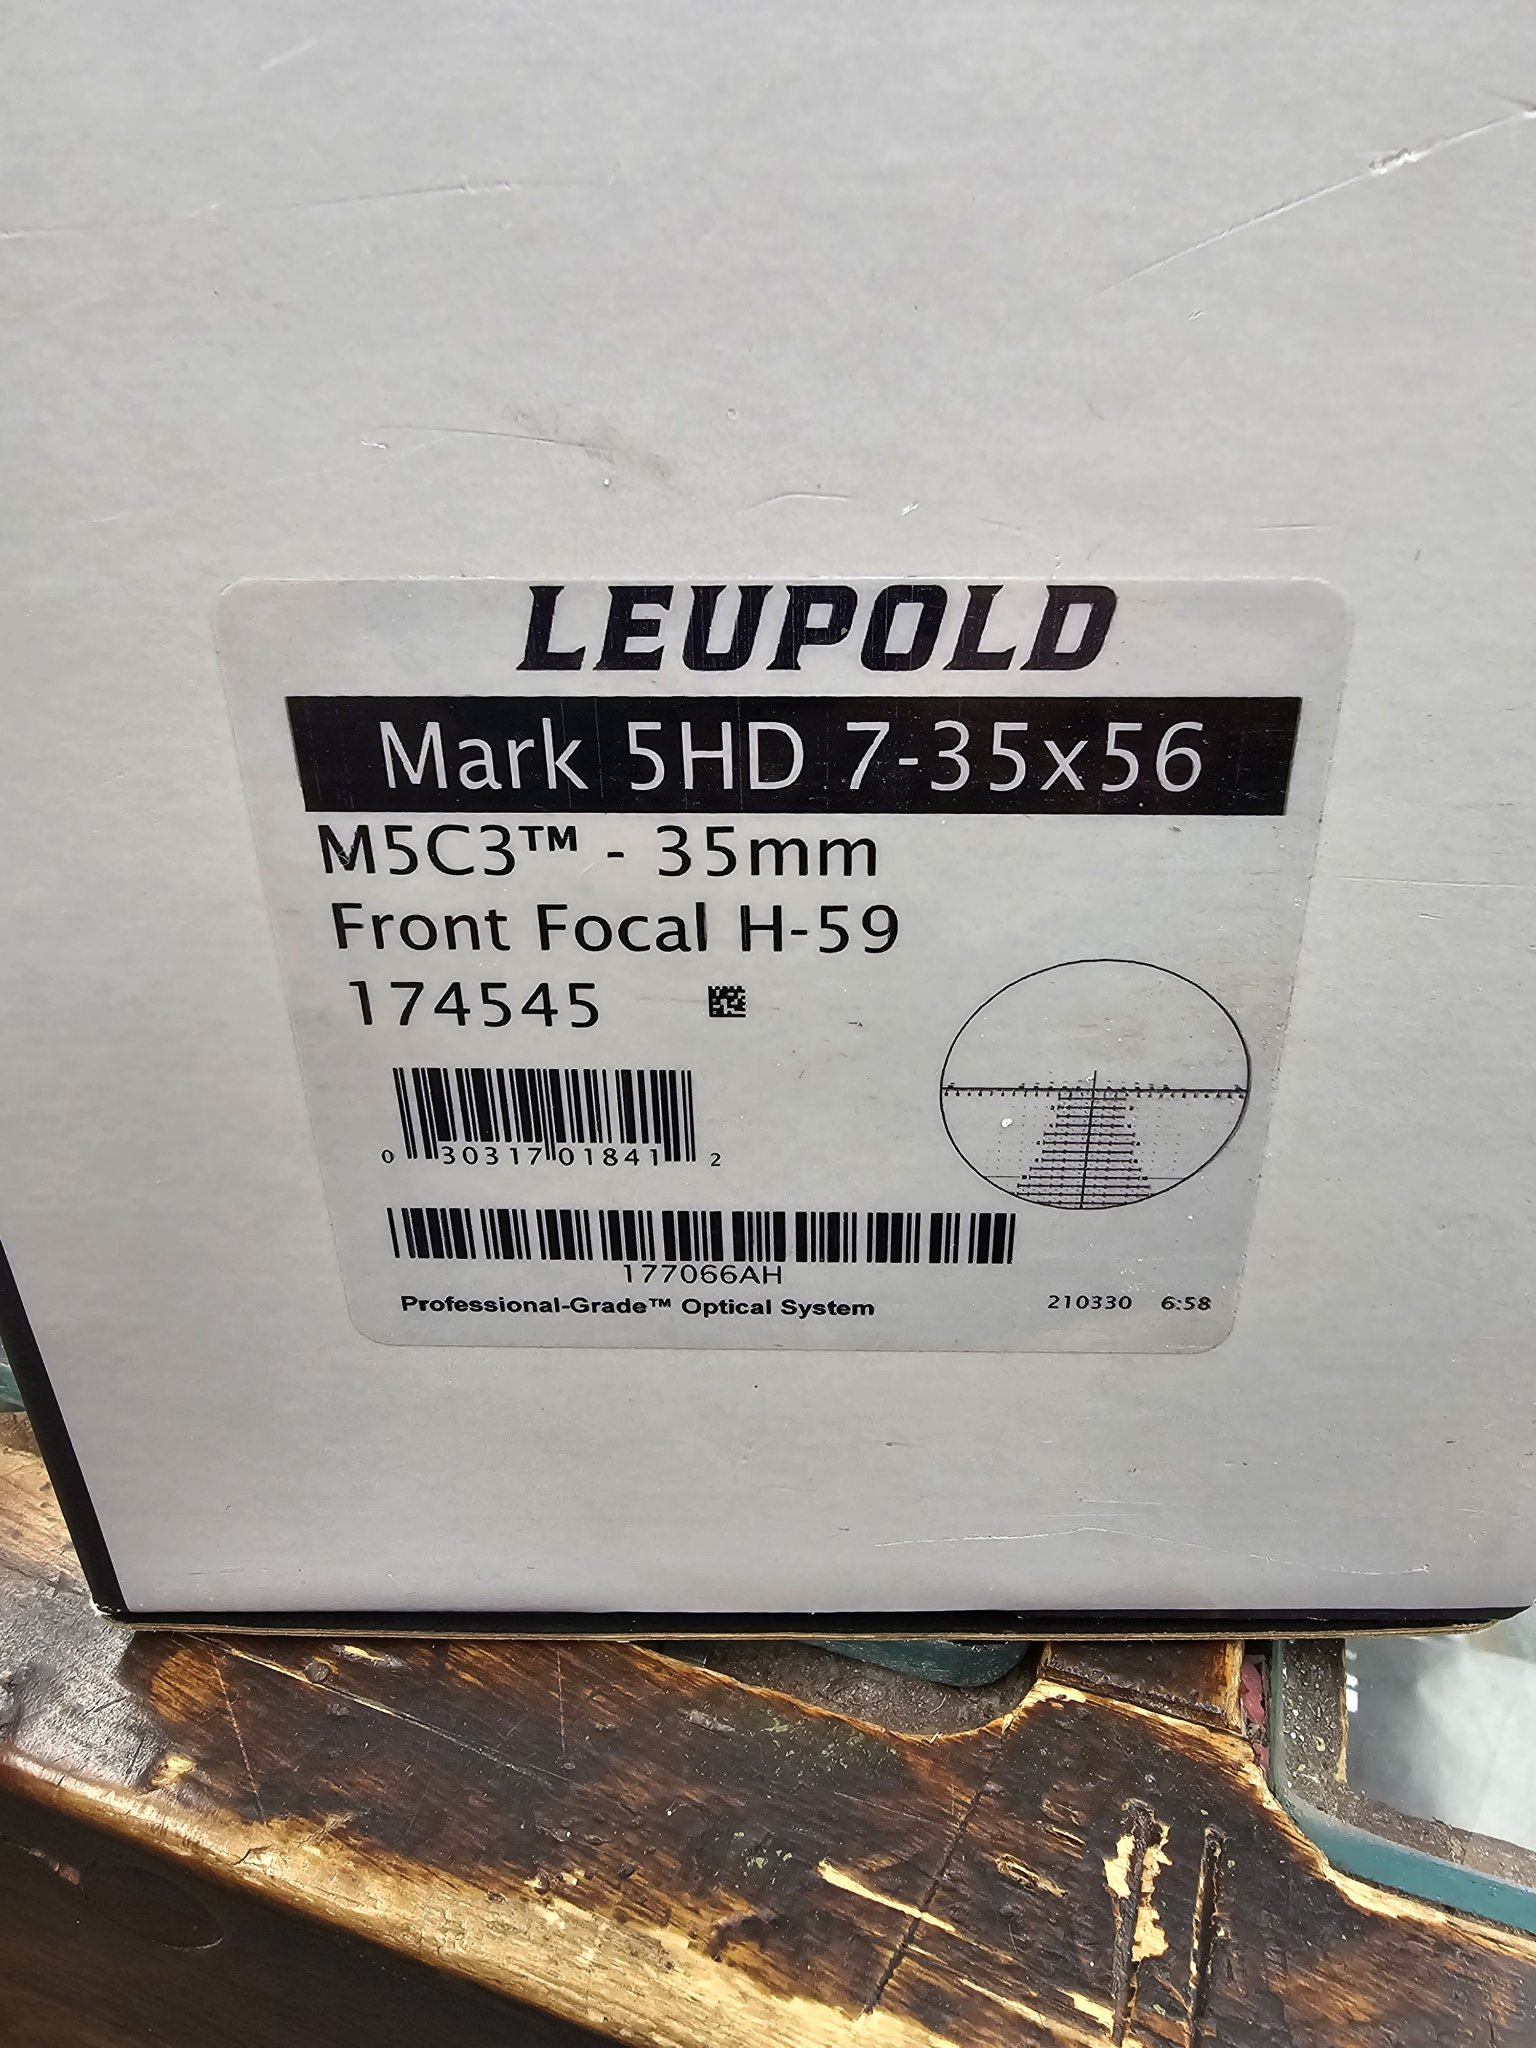 LEUPOLD
Mark 5HD 7-35x56
M5C3™ - 35mm
Front Focal H-59
174545
0 30317 01841 2
177066AH
Professional-Grade™ Optical System 210330 6:58